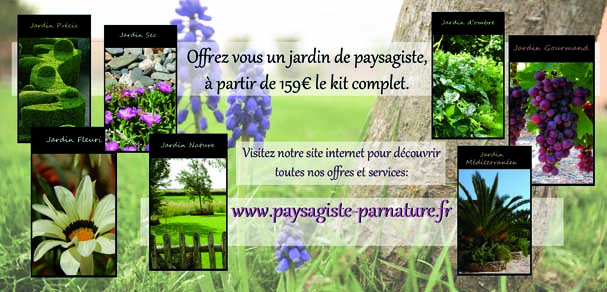 Jardin Précis
Jardin Sec
Jardin Fleuri
Jardin Nature
Offrez vous un jardin de paysagiste,
à partir de 159€ le kit complet.
Visitez notre site internet pour découvrir
toutes nos offres et services:
www.paysagiste-parnature.fr
Jardin d'ombre
Jardin Gourmand
Jardin
Méditerranéen